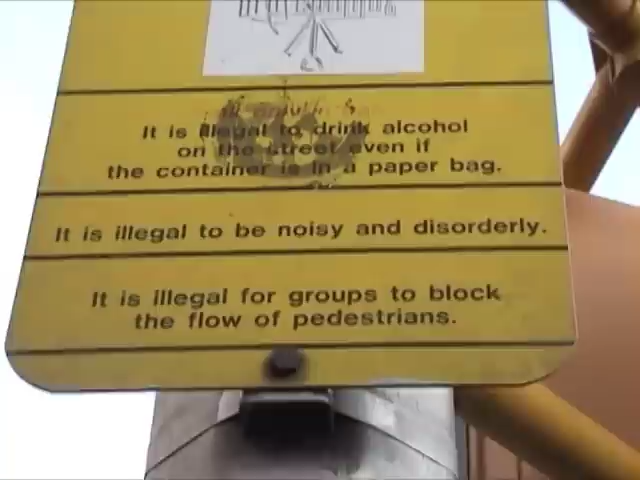 It is illegal to drink alcohol
on the street even if
the container is in a paper bag.
It is illegal to be noisy and disorderly.
It is illegal for groups to block
the flow of pedestrians.